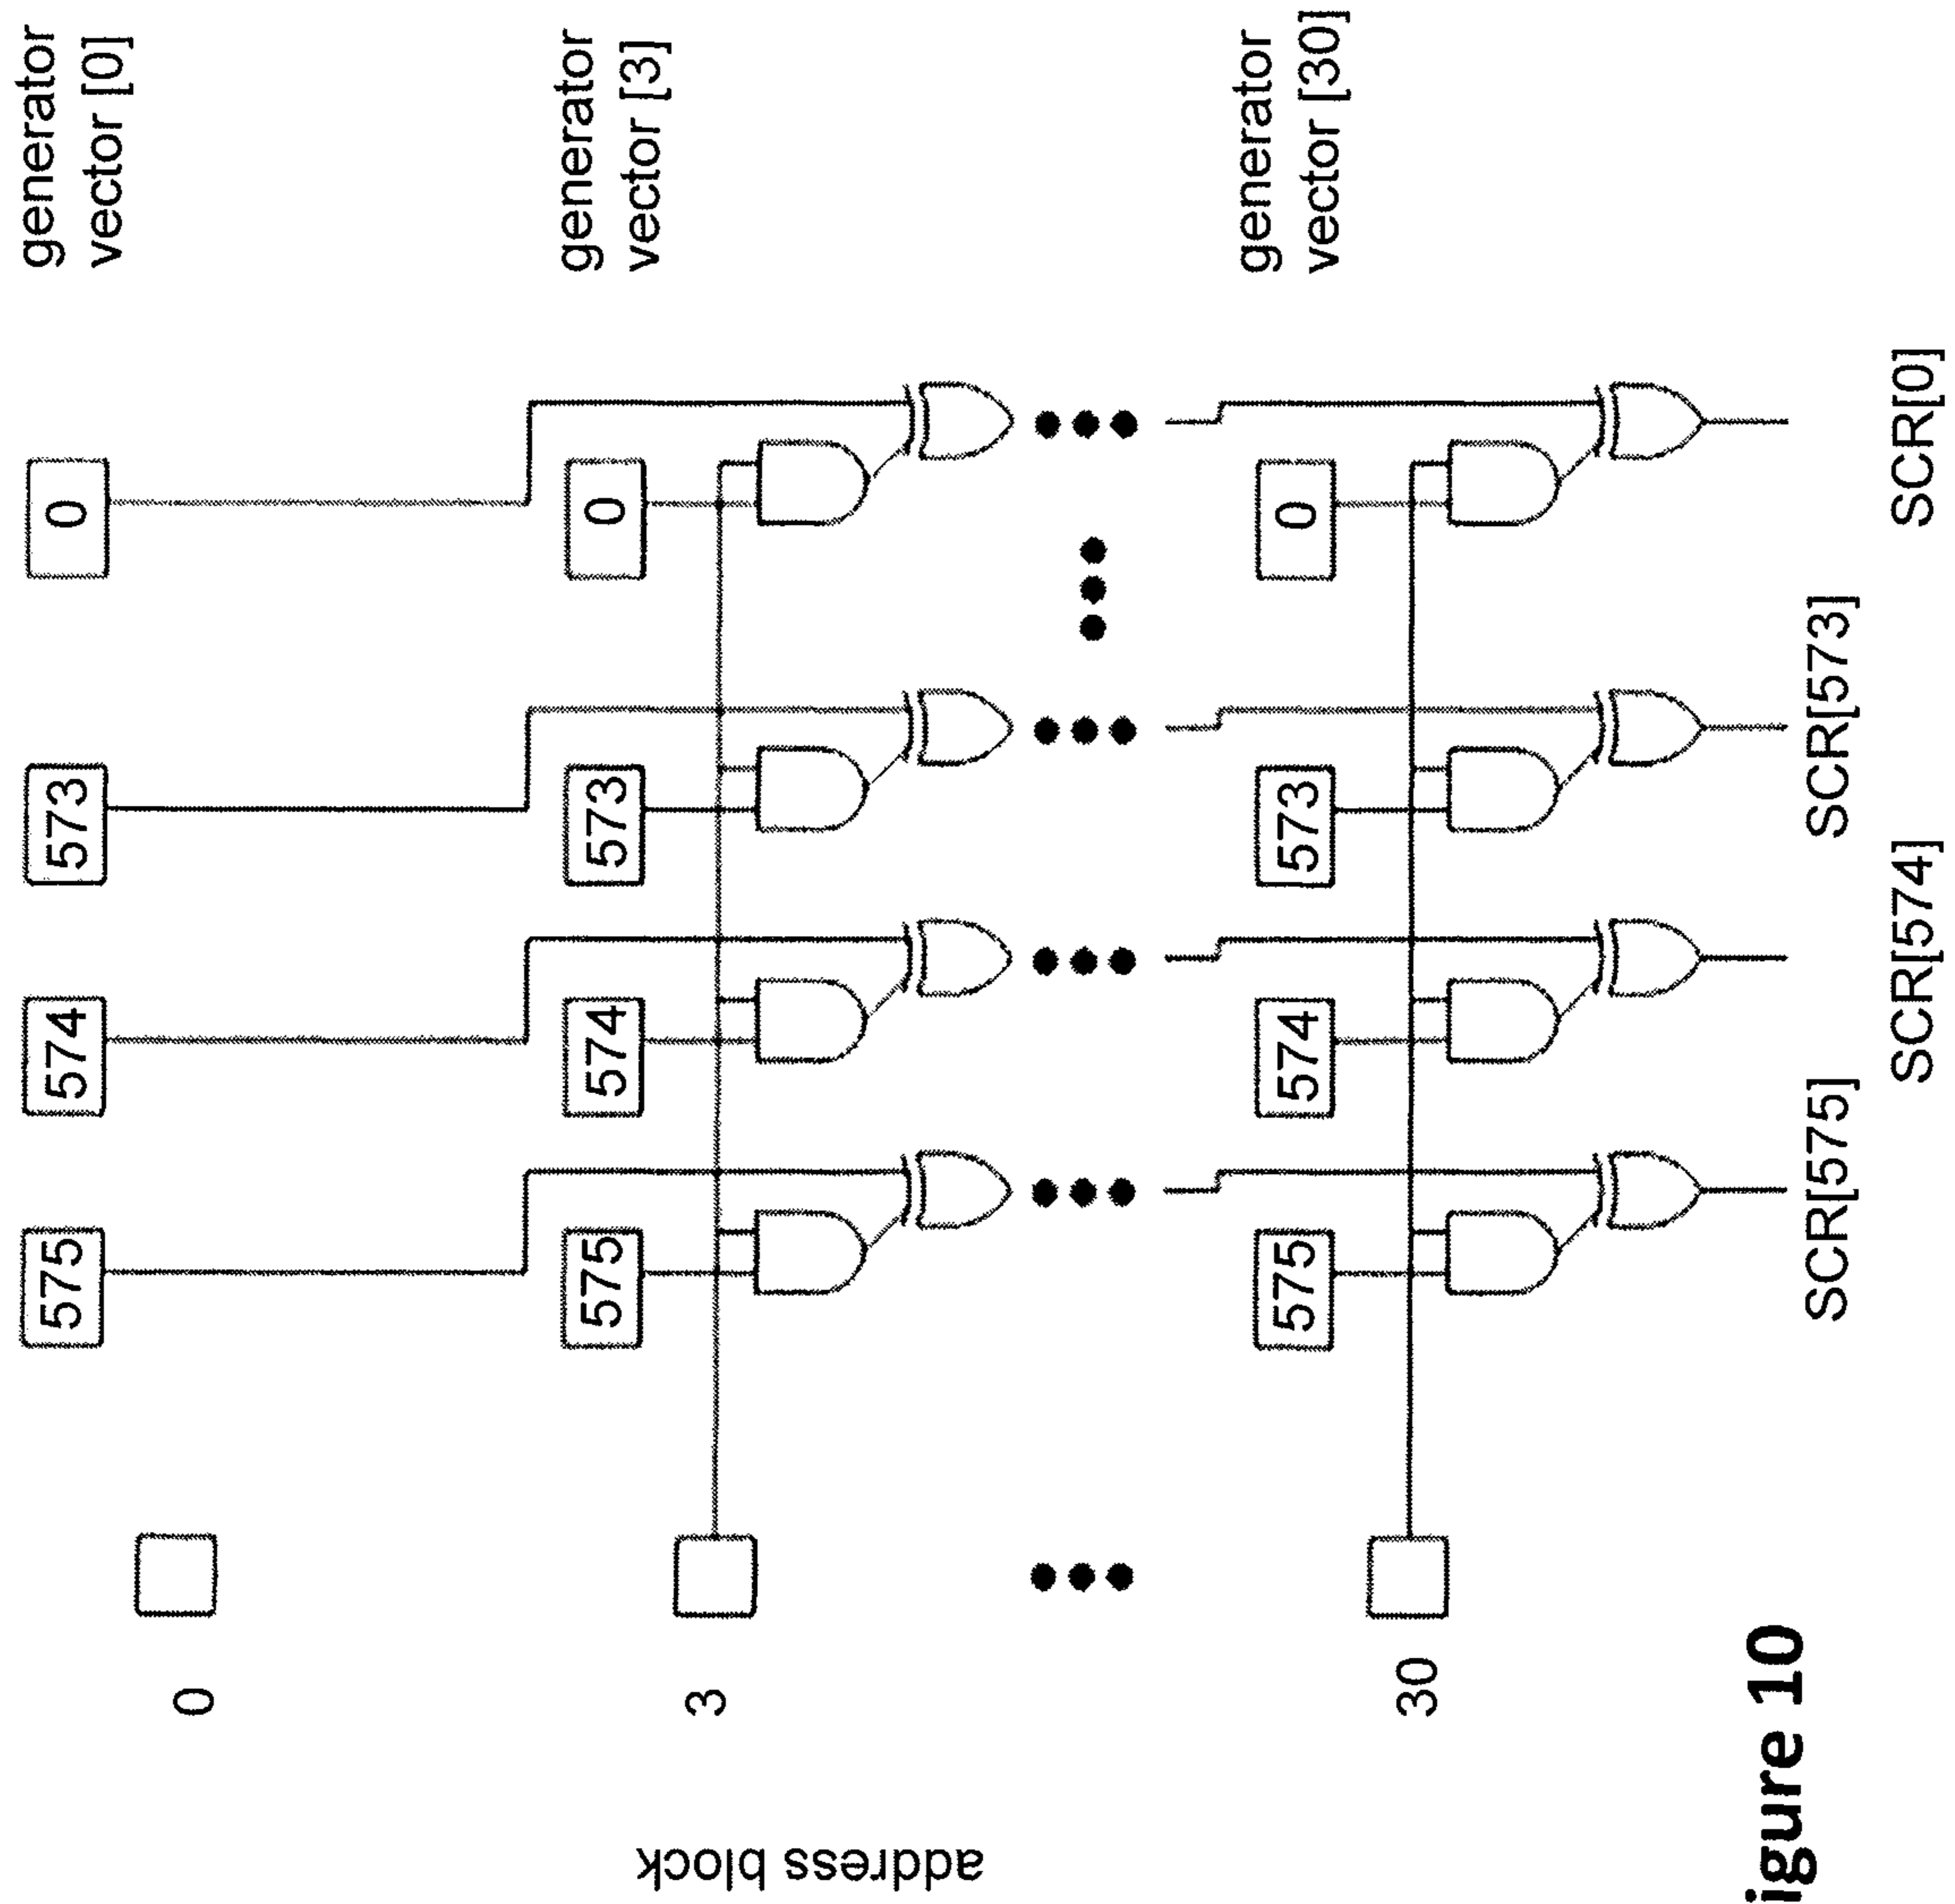 generator
vector [0]
575 574 573 0
0
address block
generator
vector [3]
575 574 573 0
3
generator
vector [30]
575 574 573 0
30
SCR[575] SCR[573]
SCR[574] SCR[0]
igure 10